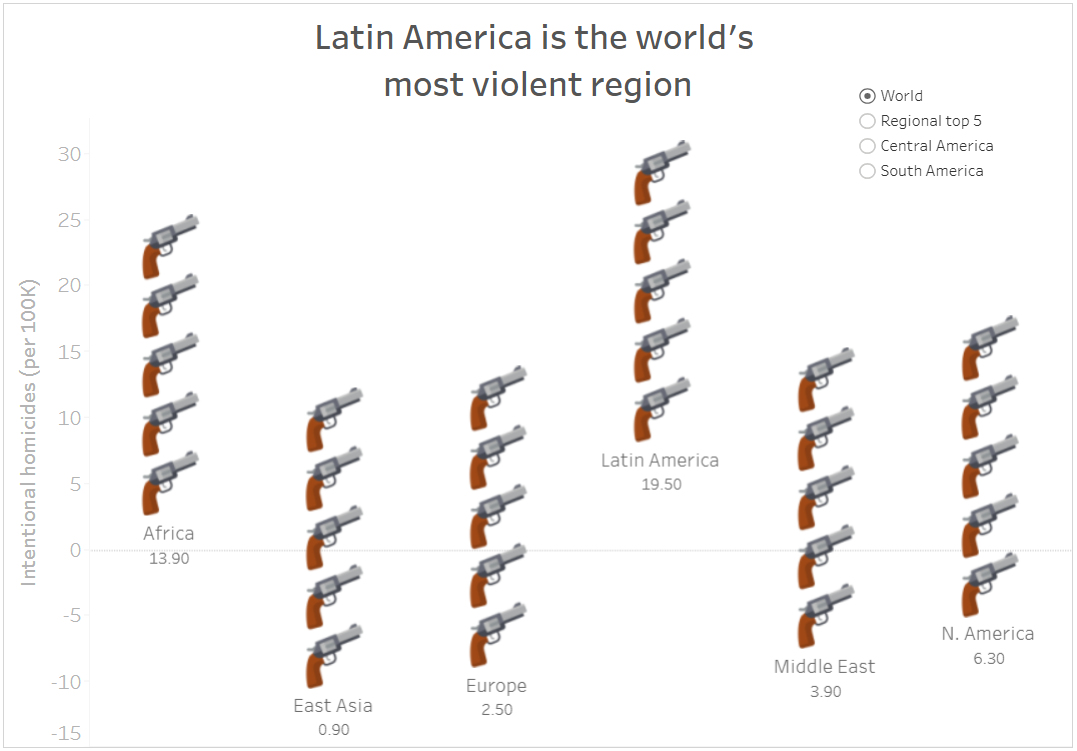 Latin America is the world’s
most violent region
World
Regional top 5
Central America
South America
Intentional homicides (per 100K)
30
25
20
15
10
5
0
-5
-10
-15
Africa
13.90
East Asia
0.90
Europe
2.50
Latin America
19.50
Middle East
3.90
N. America
6.30